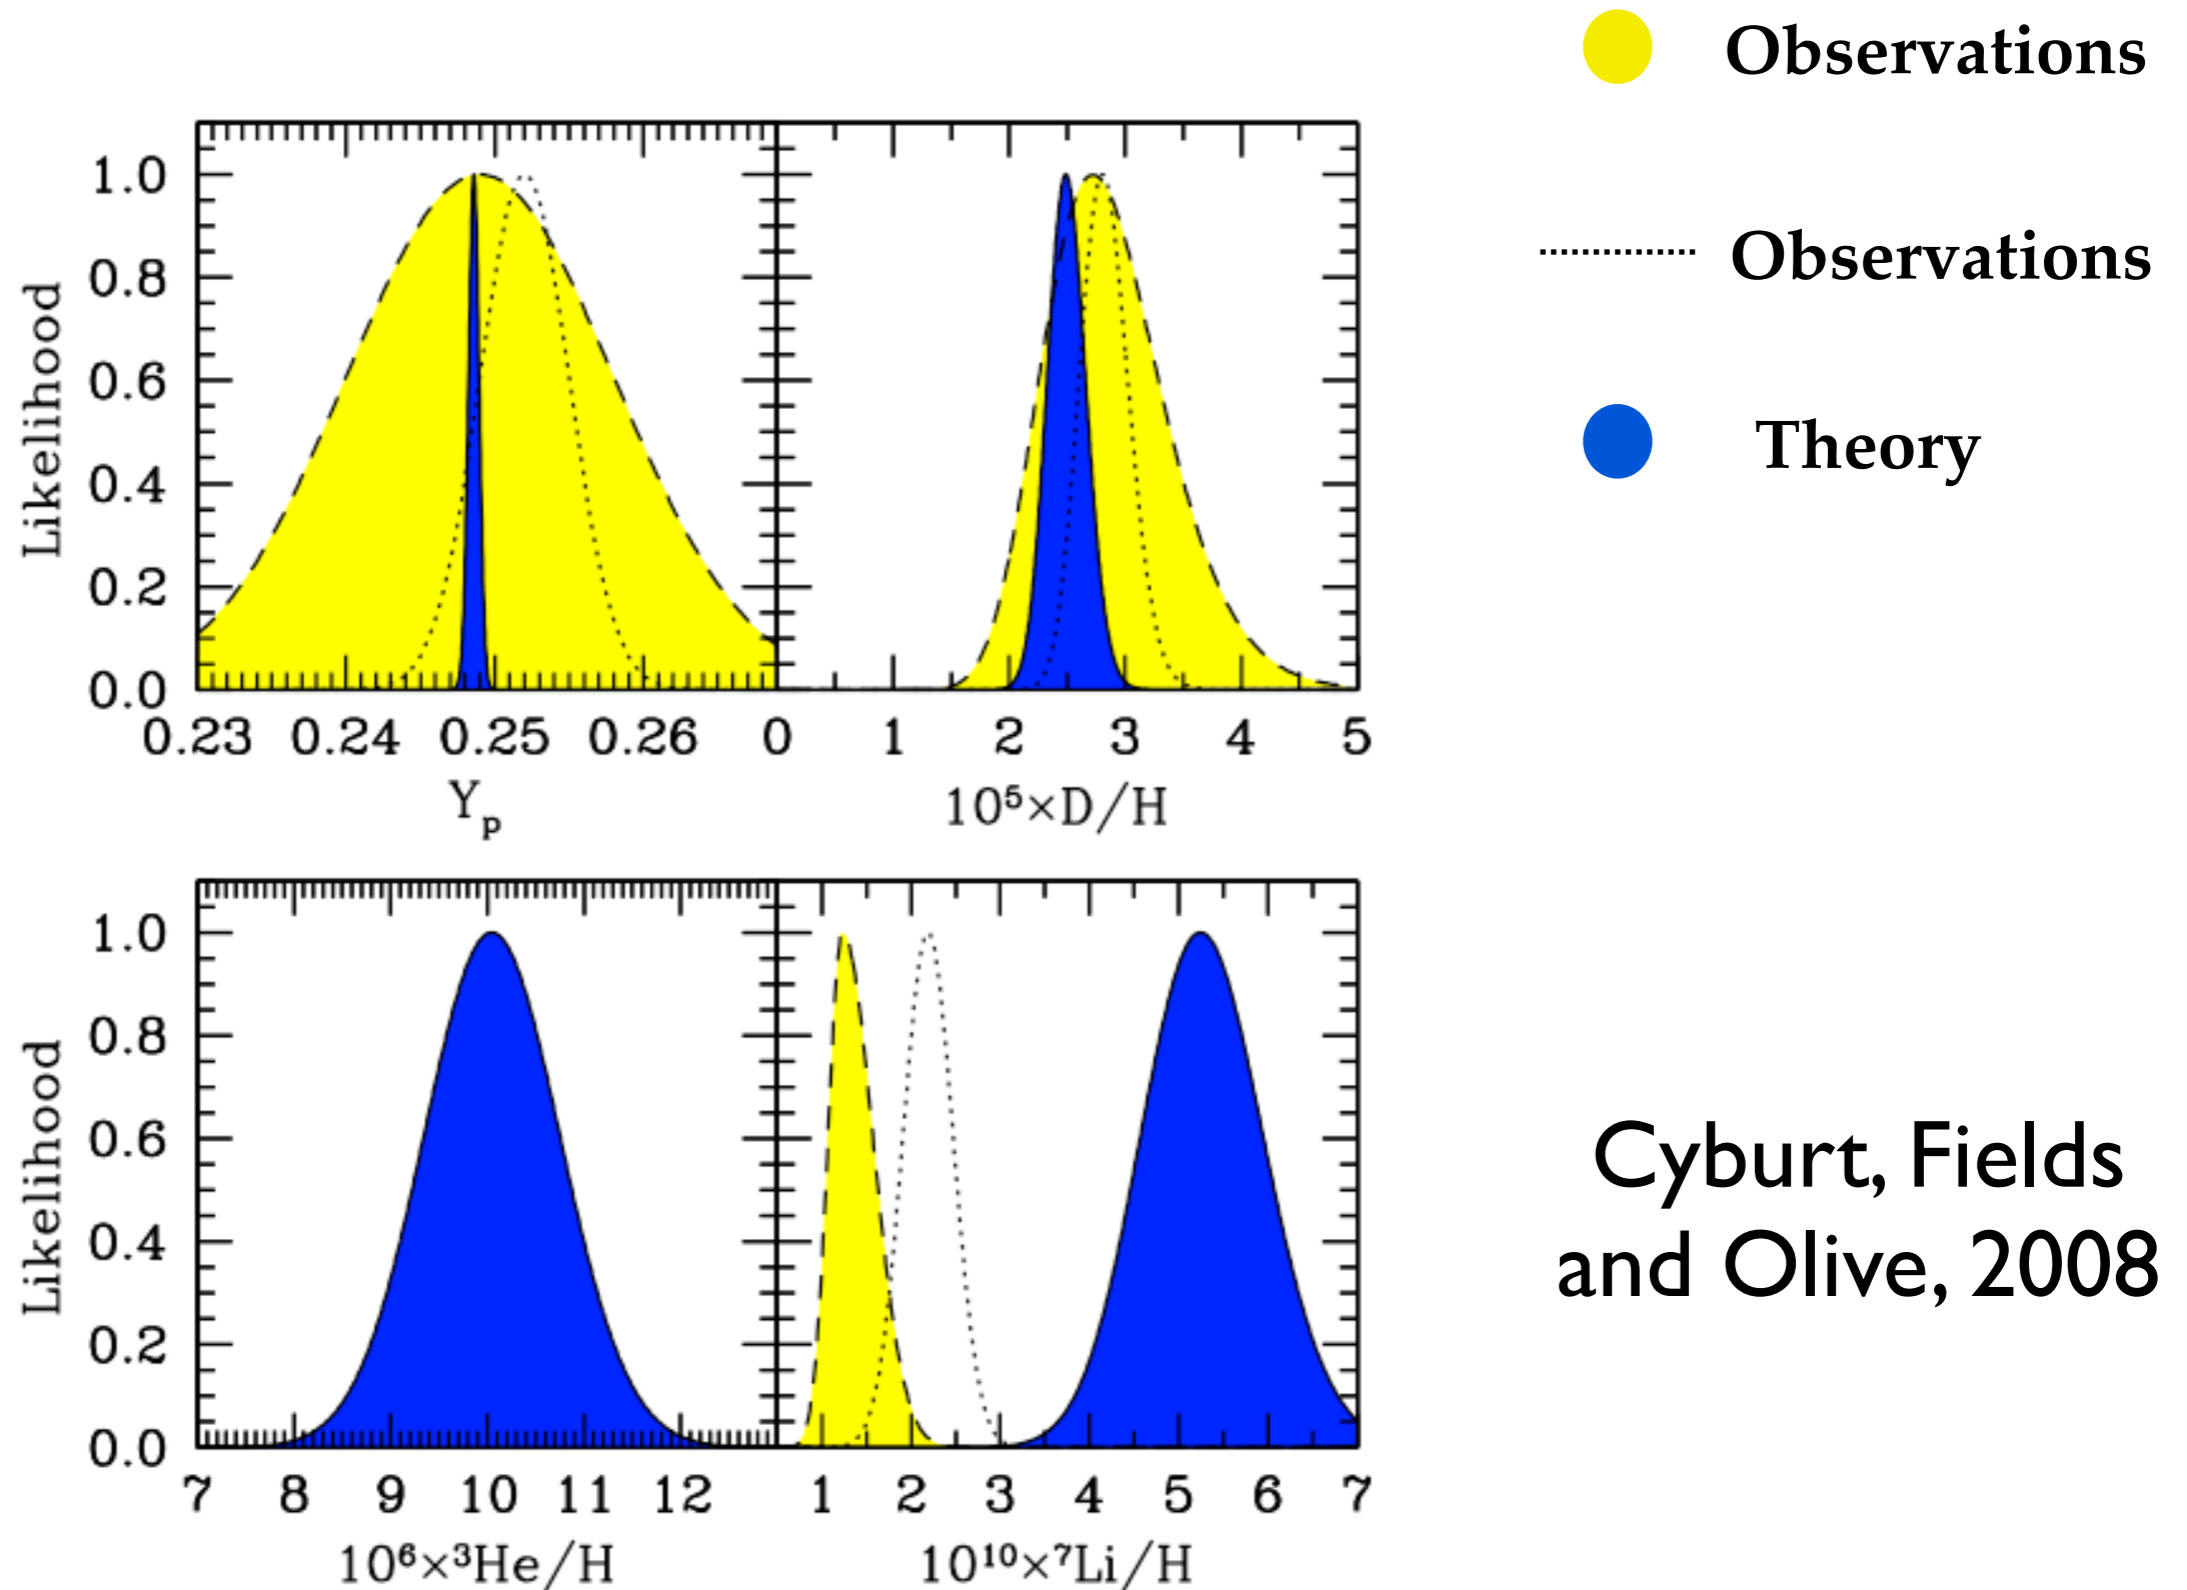 Observations
Observations
Theory
Likelihood
1.0
0.8
0.6
0.4
0.2
0.0
0.23 0.24 0.25 0.26 0 1 2 3 4 5
Yₚ
10⁵×D/H
Likelihood
1.0
0.8
0.6
0.4
0.2
0.0
7 8 9 10 11 12 1 2 3 4 5 6 7
10⁶×³He/H
10¹⁰×⁷Li/H
Cyburt, Fields
and Olive, 2008